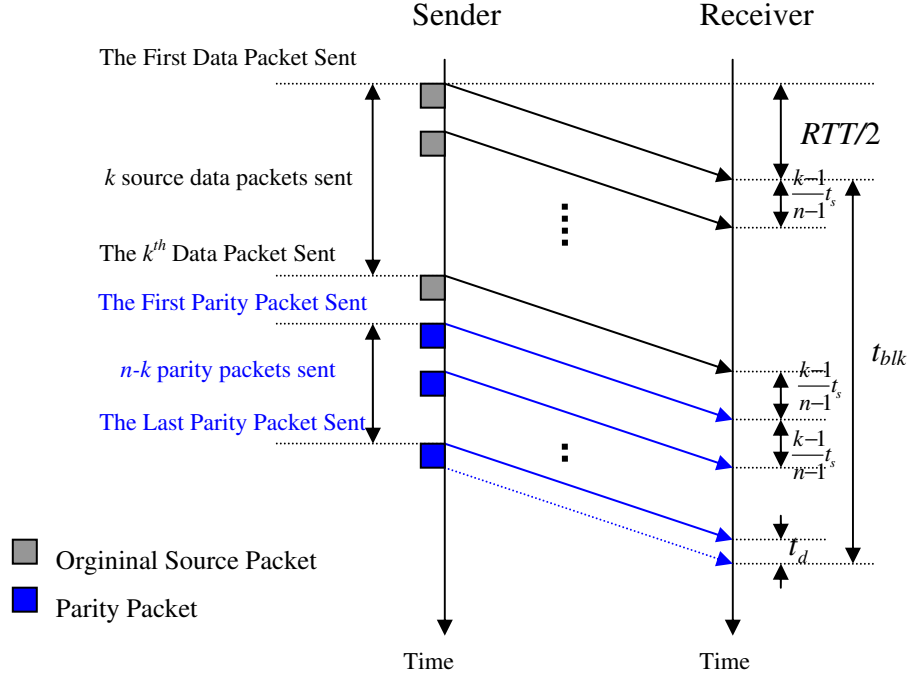 Sender
Receiver
The First Data Packet Sent
RTT/2
k source data packets sent
k−1
n−1 t_s
The k^th Data Packet Sent
The First Parity Packet Sent
t_blk
n-k parity packets sent
k−1
n−1 t_s
The Last Parity Packet Sent
k−1
n−1 t_s
t_d
Orgininal Source Packet
Parity Packet
Time
Time